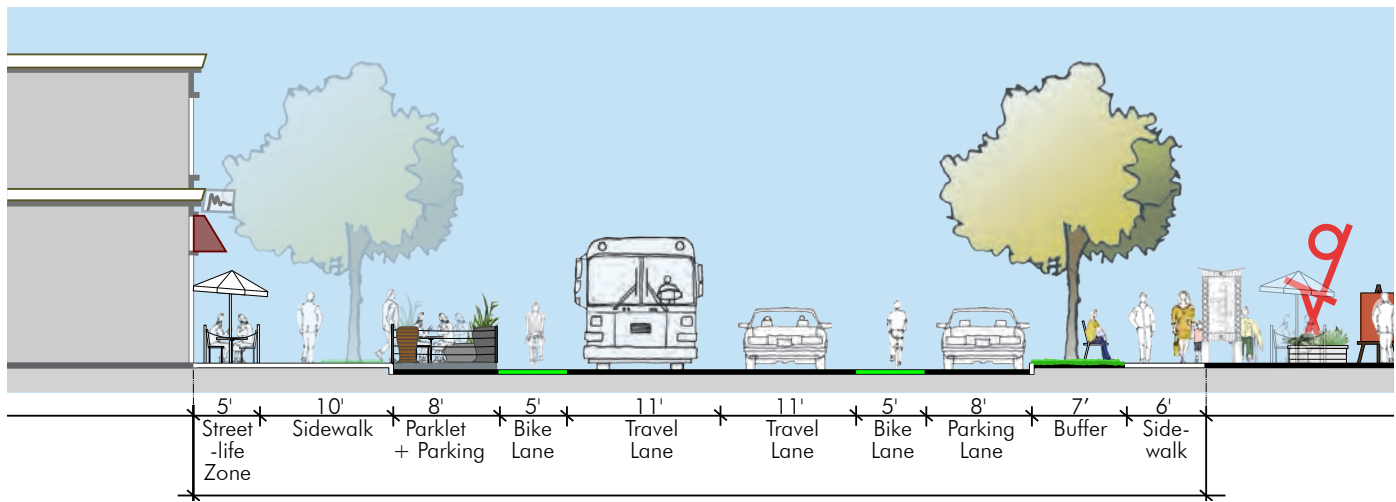 5' 10' 8' 5' 11' 11' 5' 8' 7’ 6'
Street
-life
Zone
Sidewalk
Parklet
+ Parking
Bike
Lane
Travel
Lane
Travel
Lane
Bike
Lane
Parking
Lane
Buffer
Side-
walk